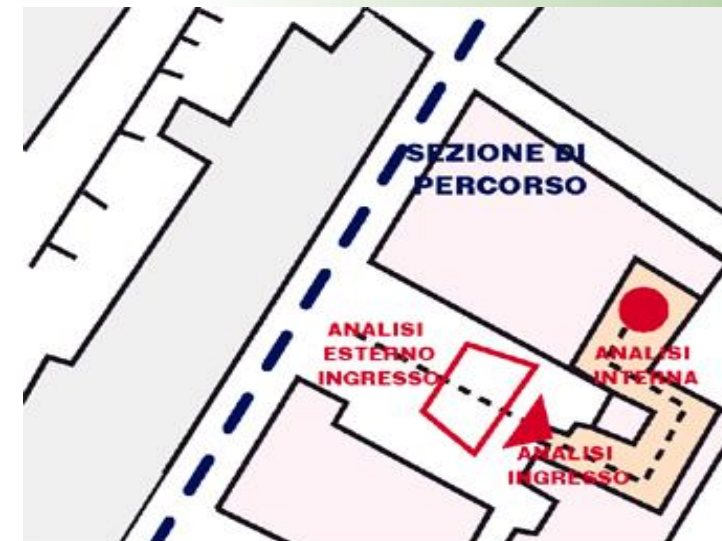 SEZIONE DI
PERCORSO
ANALISI
ESTERNO
INGRESSO
ANALISI
INTERNA
ANALISI
INGRESSO